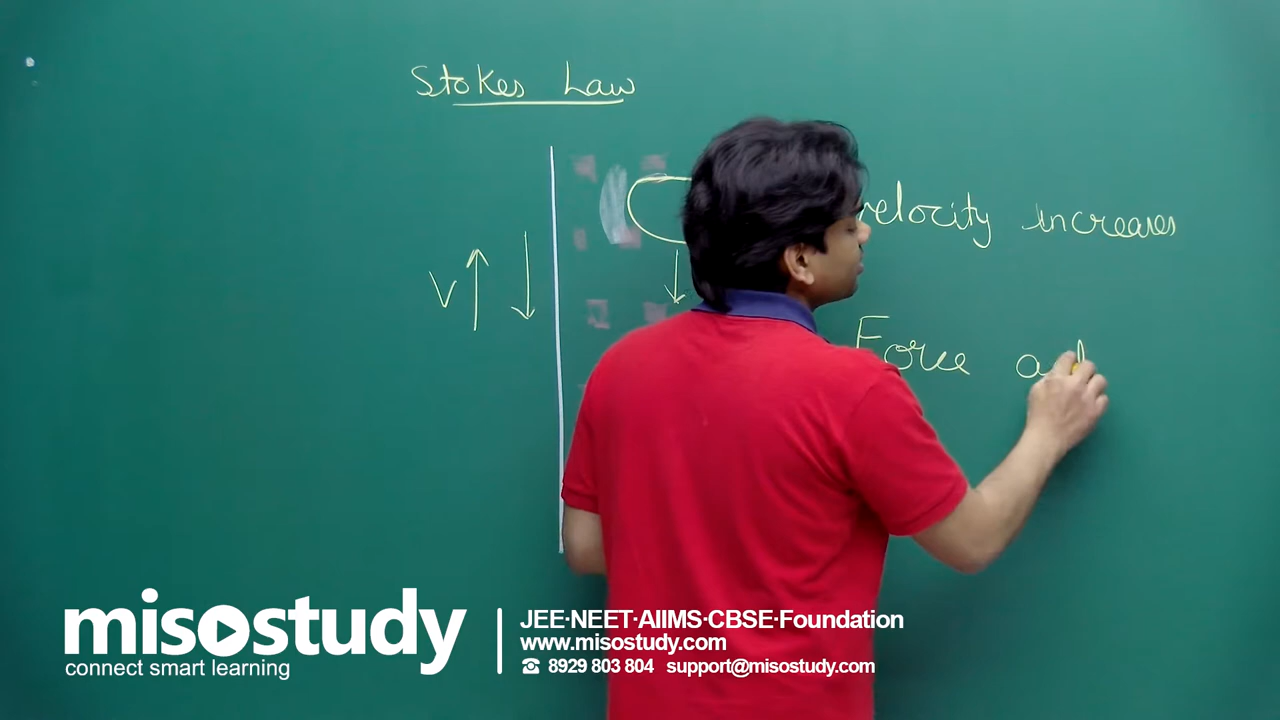 Stokes Law
velocity increases
V
Force
misostudy
connect smart learning
JEE·NEET·AIIMS·CBSE·Foundation
www.misostudy.com
8929 803 804 support@misostudy.com